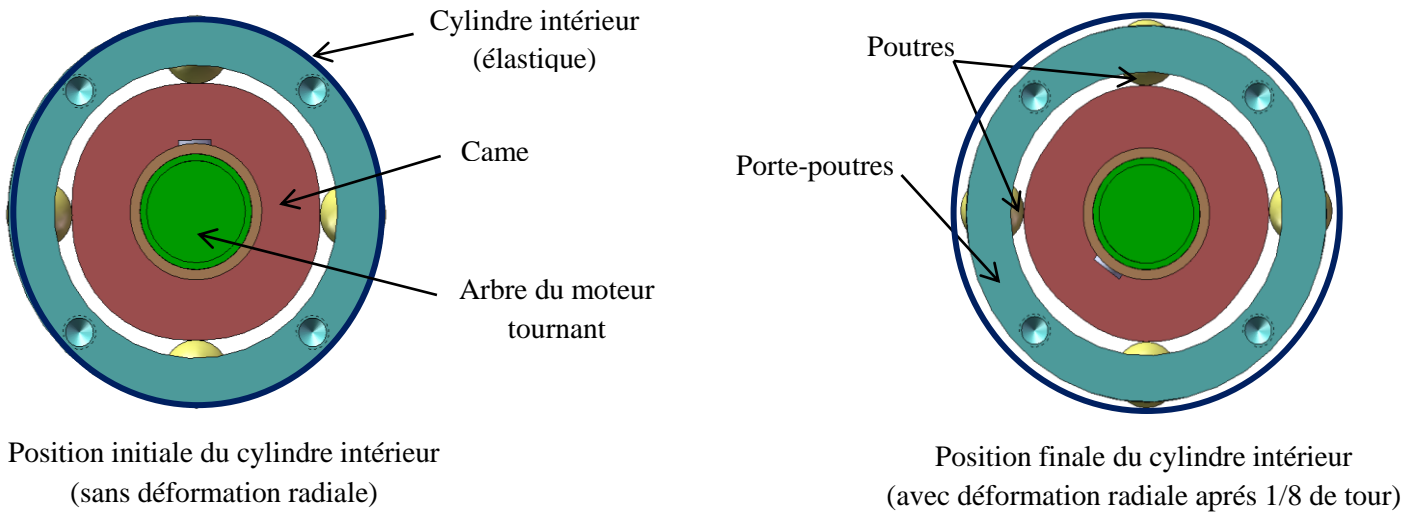 Cylindre intérieur
(élastique)
Came
Arbre du moteur
tournant
Position initiale du cylindre intérieur
(sans déformation radiale)
Poutres
Porte-poutres
Position finale du cylindre intérieur
(avec déformation radiale aprés 1/8 de tour)